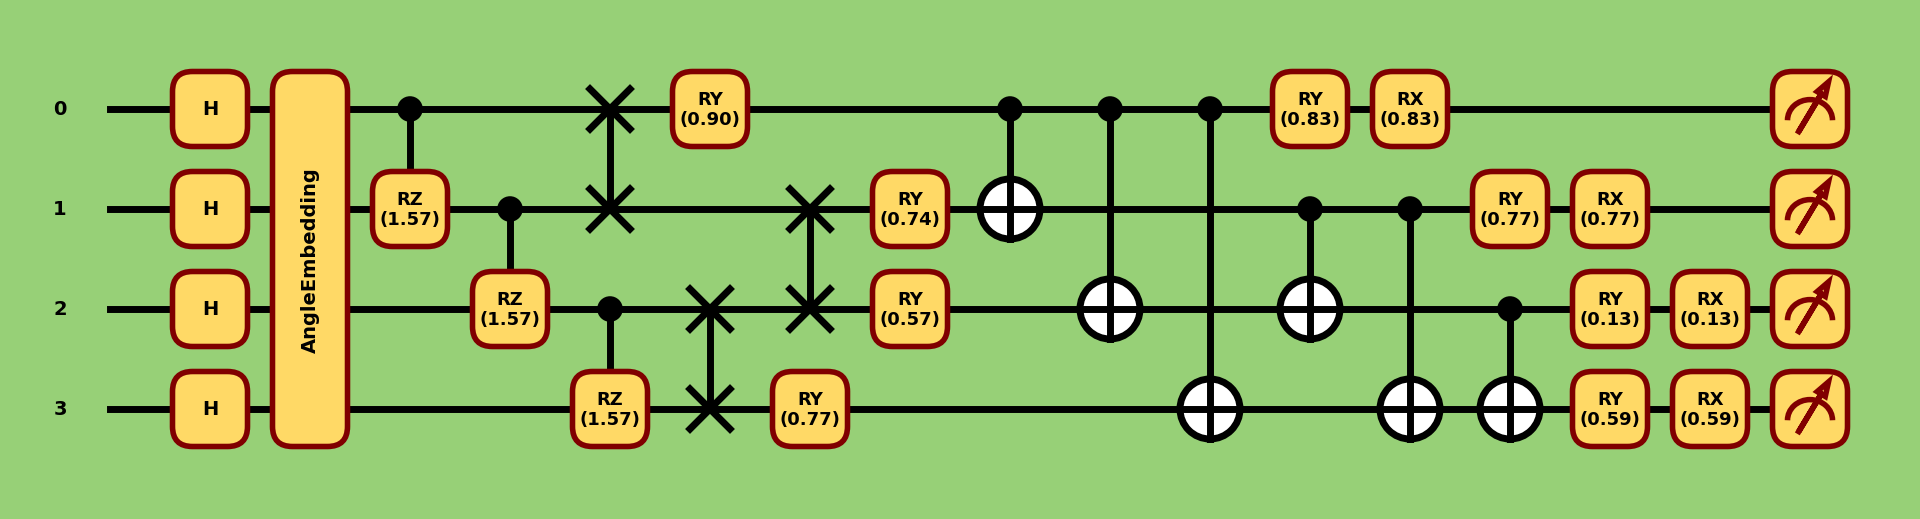 0 H RY RY RX
(0.90) (0.83) (0.83)
AngleEmbedding
1 H RZ RY RY RX
(1.57) (0.74) (0.77) (0.77)
2 H RZ RY RY RX
(1.57) (0.57) (0.13) (0.13)
3 H RZ RY RY RX
(1.57) (0.77) (0.59) (0.59)